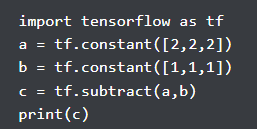 import tensorflow as tf
a = tf.constant([2,2,2])
b = tf.constant([1,1,1])
c = tf.subtract(a,b)
print(c)